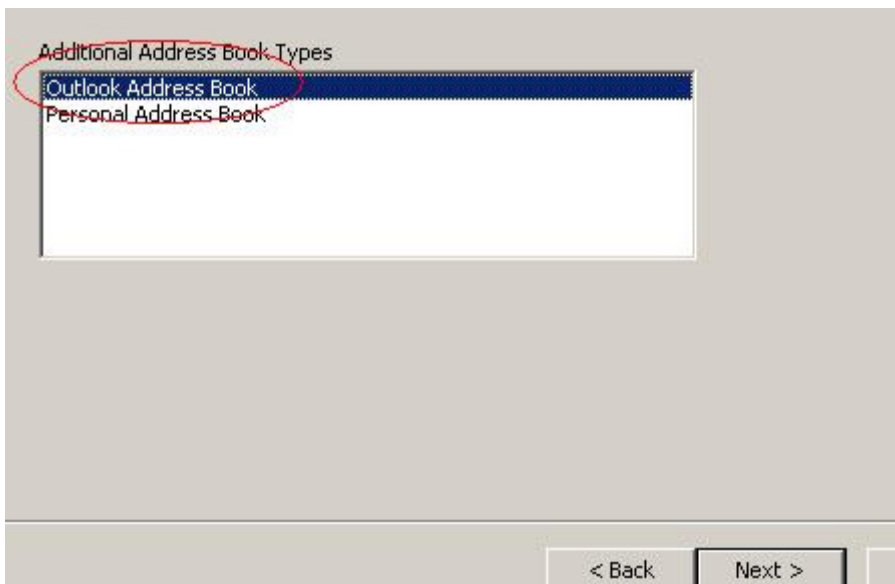 Additional Address Book Types
Outlook Address Book
Personal Address Book
< Back
Next >